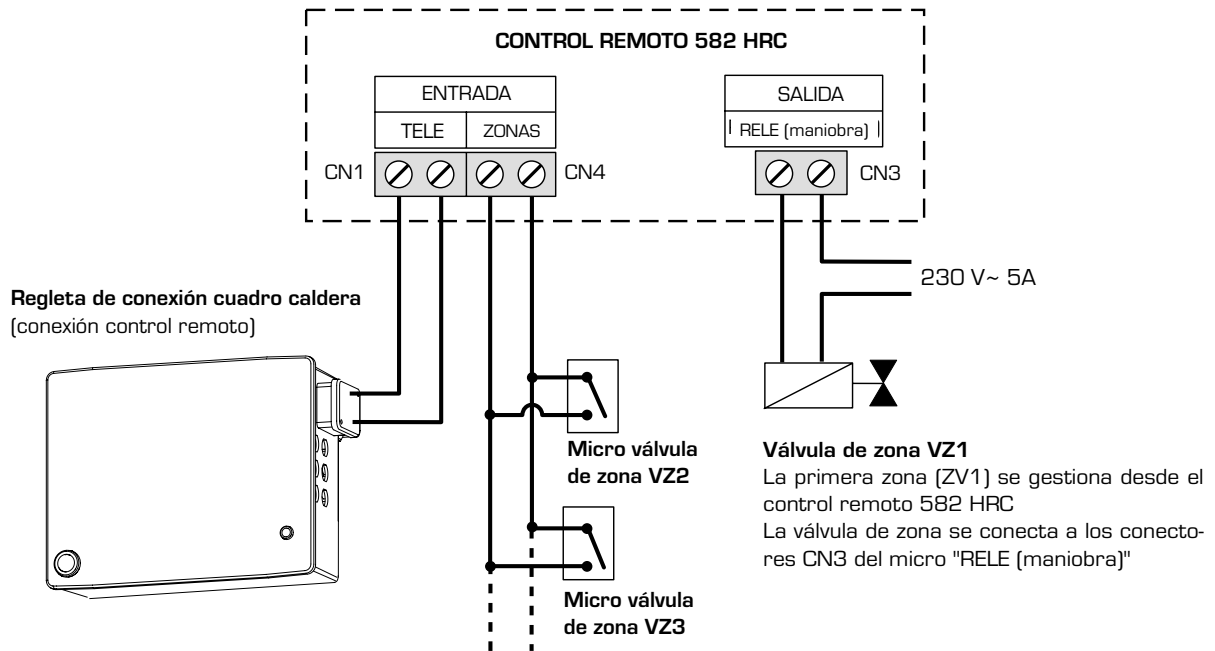 CONTROL REMOTO 582 HRC
ENTRADA
TELE
ZONAS
SALIDA
RELE (maniobra)
CN1
CN4
CN3
230 V~ 5A
Regleta de conexión cuadro caldera
(conexión control remoto)
Micro válvula
de zona VZ2
Válvula de zona VZ1
La primera zona (ZV1) se gestiona desde el
control remoto 582 HRC
La válvula de zona se conecta a los conecto-
res CN3 del micro "RELE (maniobra)"
Micro válvula
de zona VZ3